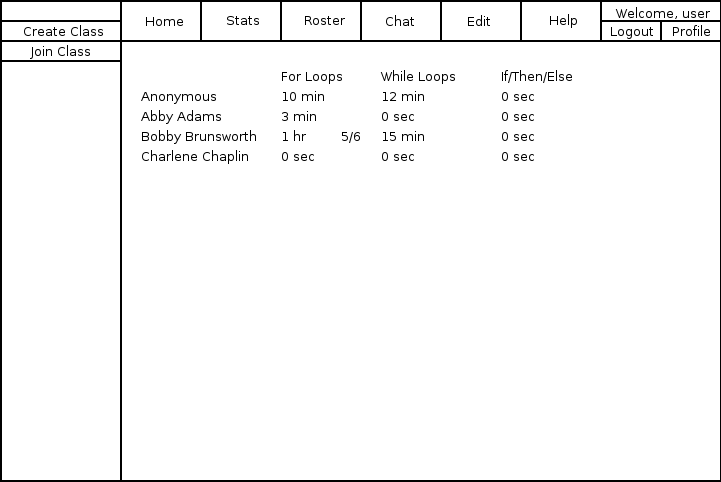 Home Stats Roster Chat Edit Help Welcome, user
Create Class Logout Profile
Join Class
For Loops While Loops If/Then/Else
Anonymous 10 min 12 min 0 sec
Abby Adams 3 min 0 sec 0 sec
Bobby Brunsworth 1 hr 5/6 15 min 0 sec
Charlene Chaplin 0 sec 0 sec 0 sec